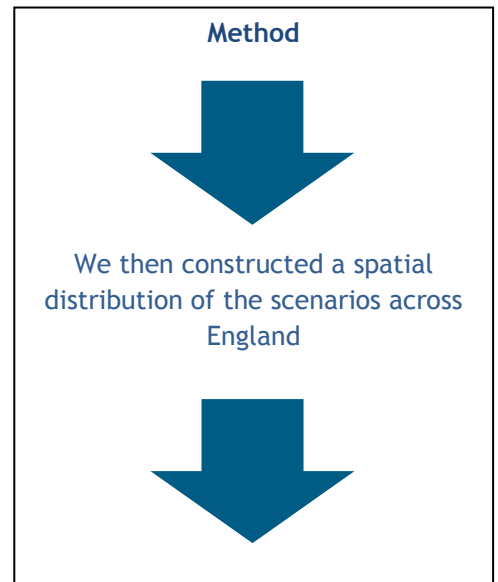 Method
We then constructed a spatial
distribution of the scenarios across
England